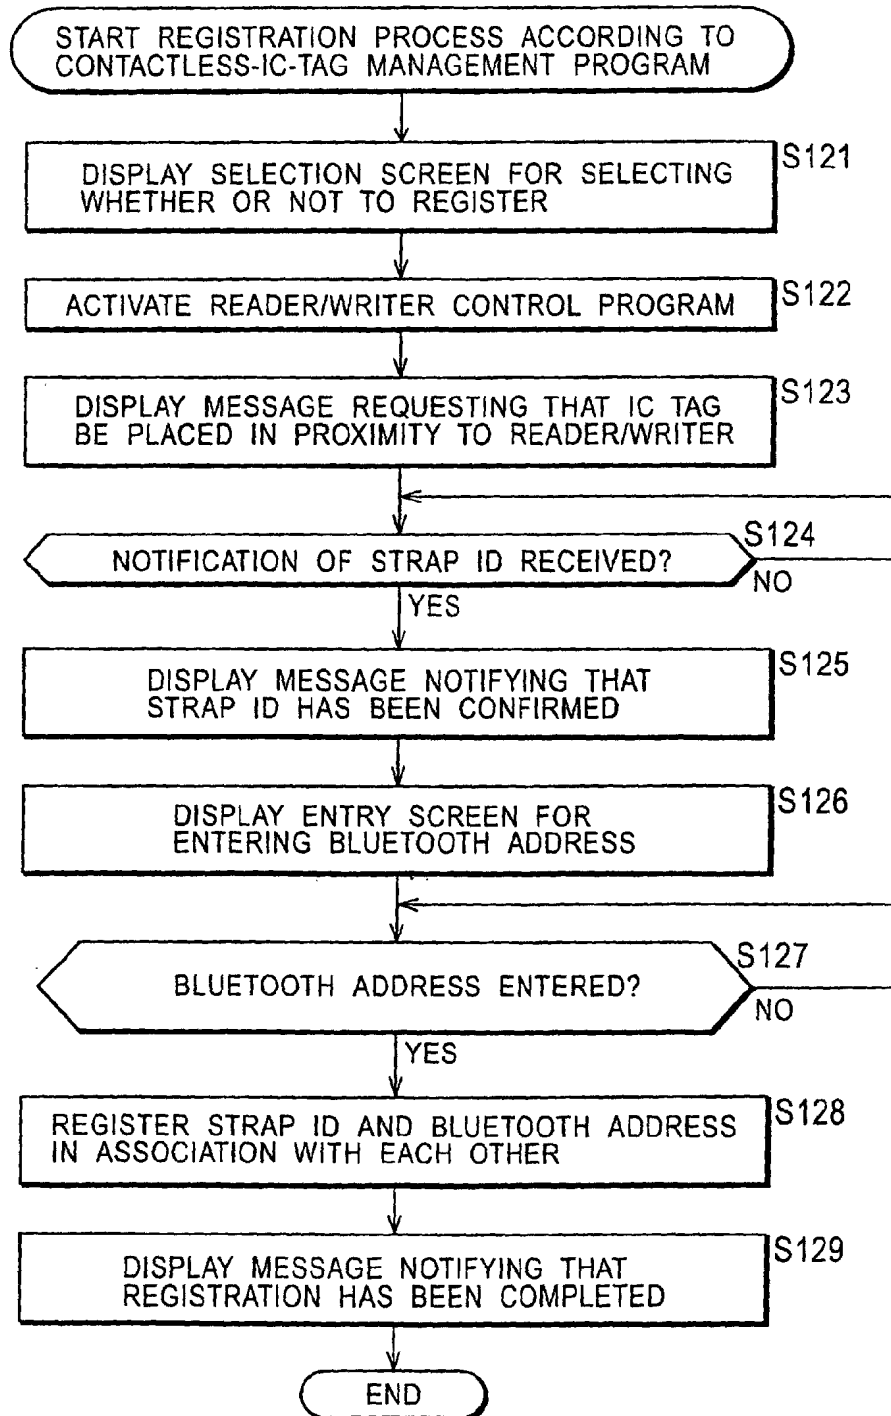 START REGISTRATION PROCESS ACCORDING TO
CONTACTLESS-IC-TAG MANAGEMENT PROGRAM
S121
DISPLAY SELECTION SCREEN FOR SELECTING
WHETHER OR NOT TO REGISTER
S122
ACTIVATE READER/WRITER CONTROL PROGRAM
S123
DISPLAY MESSAGE REQUESTING THAT IC TAG
BE PLACED IN PROXIMITY TO READER/WRITER
S124
NOTIFICATION OF STRAP ID RECEIVED?
NO
YES
S125
DISPLAY MESSAGE NOTIFYING THAT
STRAP ID HAS BEEN CONFIRMED
S126
DISPLAY ENTRY SCREEN FOR
ENTERING BLUETOOTH ADDRESS
S127
BLUETOOTH ADDRESS ENTERED?
NO
YES
S128
REGISTER STRAP ID AND BLUETOOTH ADDRESS
IN ASSOCIATION WITH EACH OTHER
S129
DISPLAY MESSAGE NOTIFYING THAT
REGISTRATION HAS BEEN COMPLETED
END